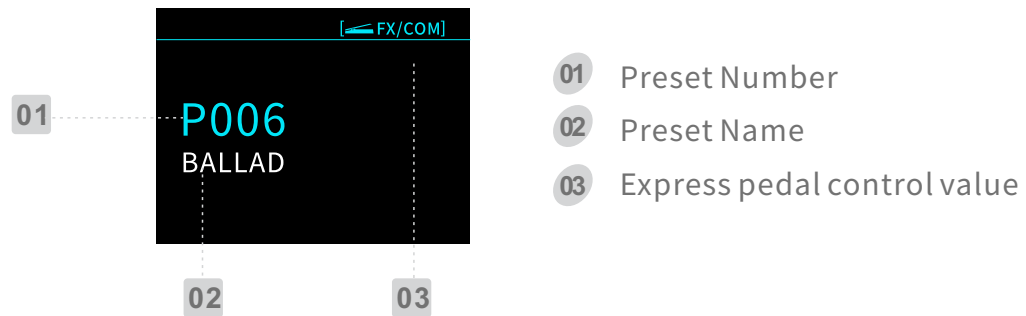 [FX/COM]
01
P006
BALLAD
02
03
01 Preset Number
02 Preset Name
03 Express pedal control value